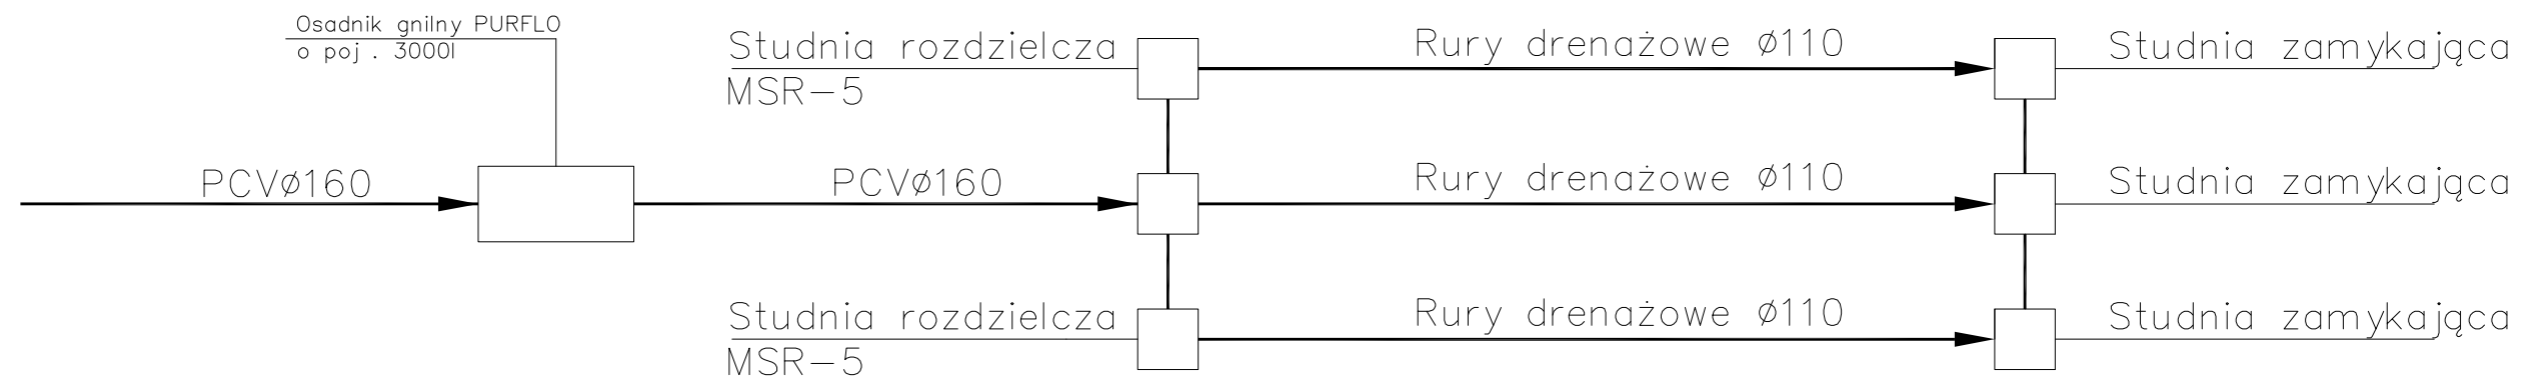 Osadnik gnilny PURFLO
o poj. 3000l
Studnia rozdzielcza
MSR-5
Rury drenażowe ø110
Studnia zamykająca
PCVø160
PCVø160
Rury drenażowe ø110
Studnia zamykająca
Studnia rozdzielcza
MSR-5
Rury drenażowe ø110
Studnia zamykająca